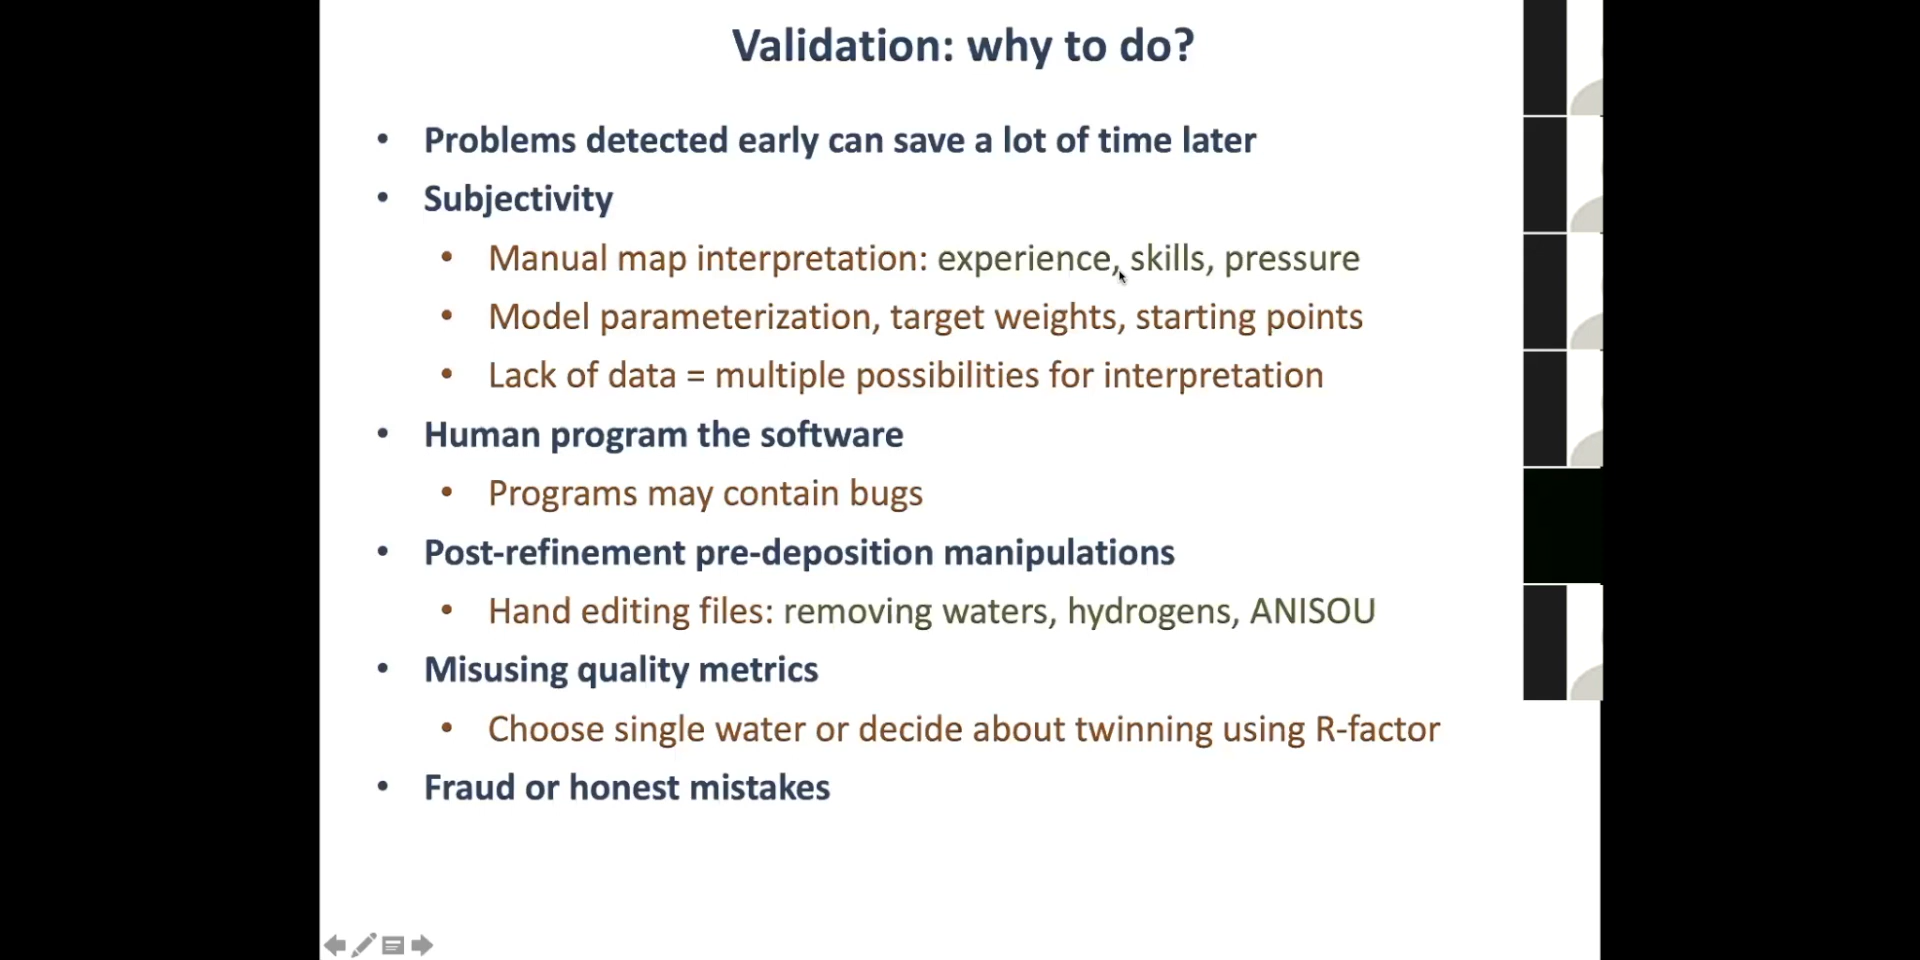 Validation: why to do?
• Problems detected early can save a lot of time later
• Subjectivity
• Manual map interpretation: experience, skills, pressure
• Model parameterization, target weights, starting points
• Lack of data = multiple possibilities for interpretation
• Human program the software
• Programs may contain bugs
• Post-refinement pre-deposition manipulations
• Hand editing files: removing waters, hydrogens, ANISOU
• Misusing quality metrics
• Choose single water or decide about twinning using R-factor
• Fraud or honest mistakes